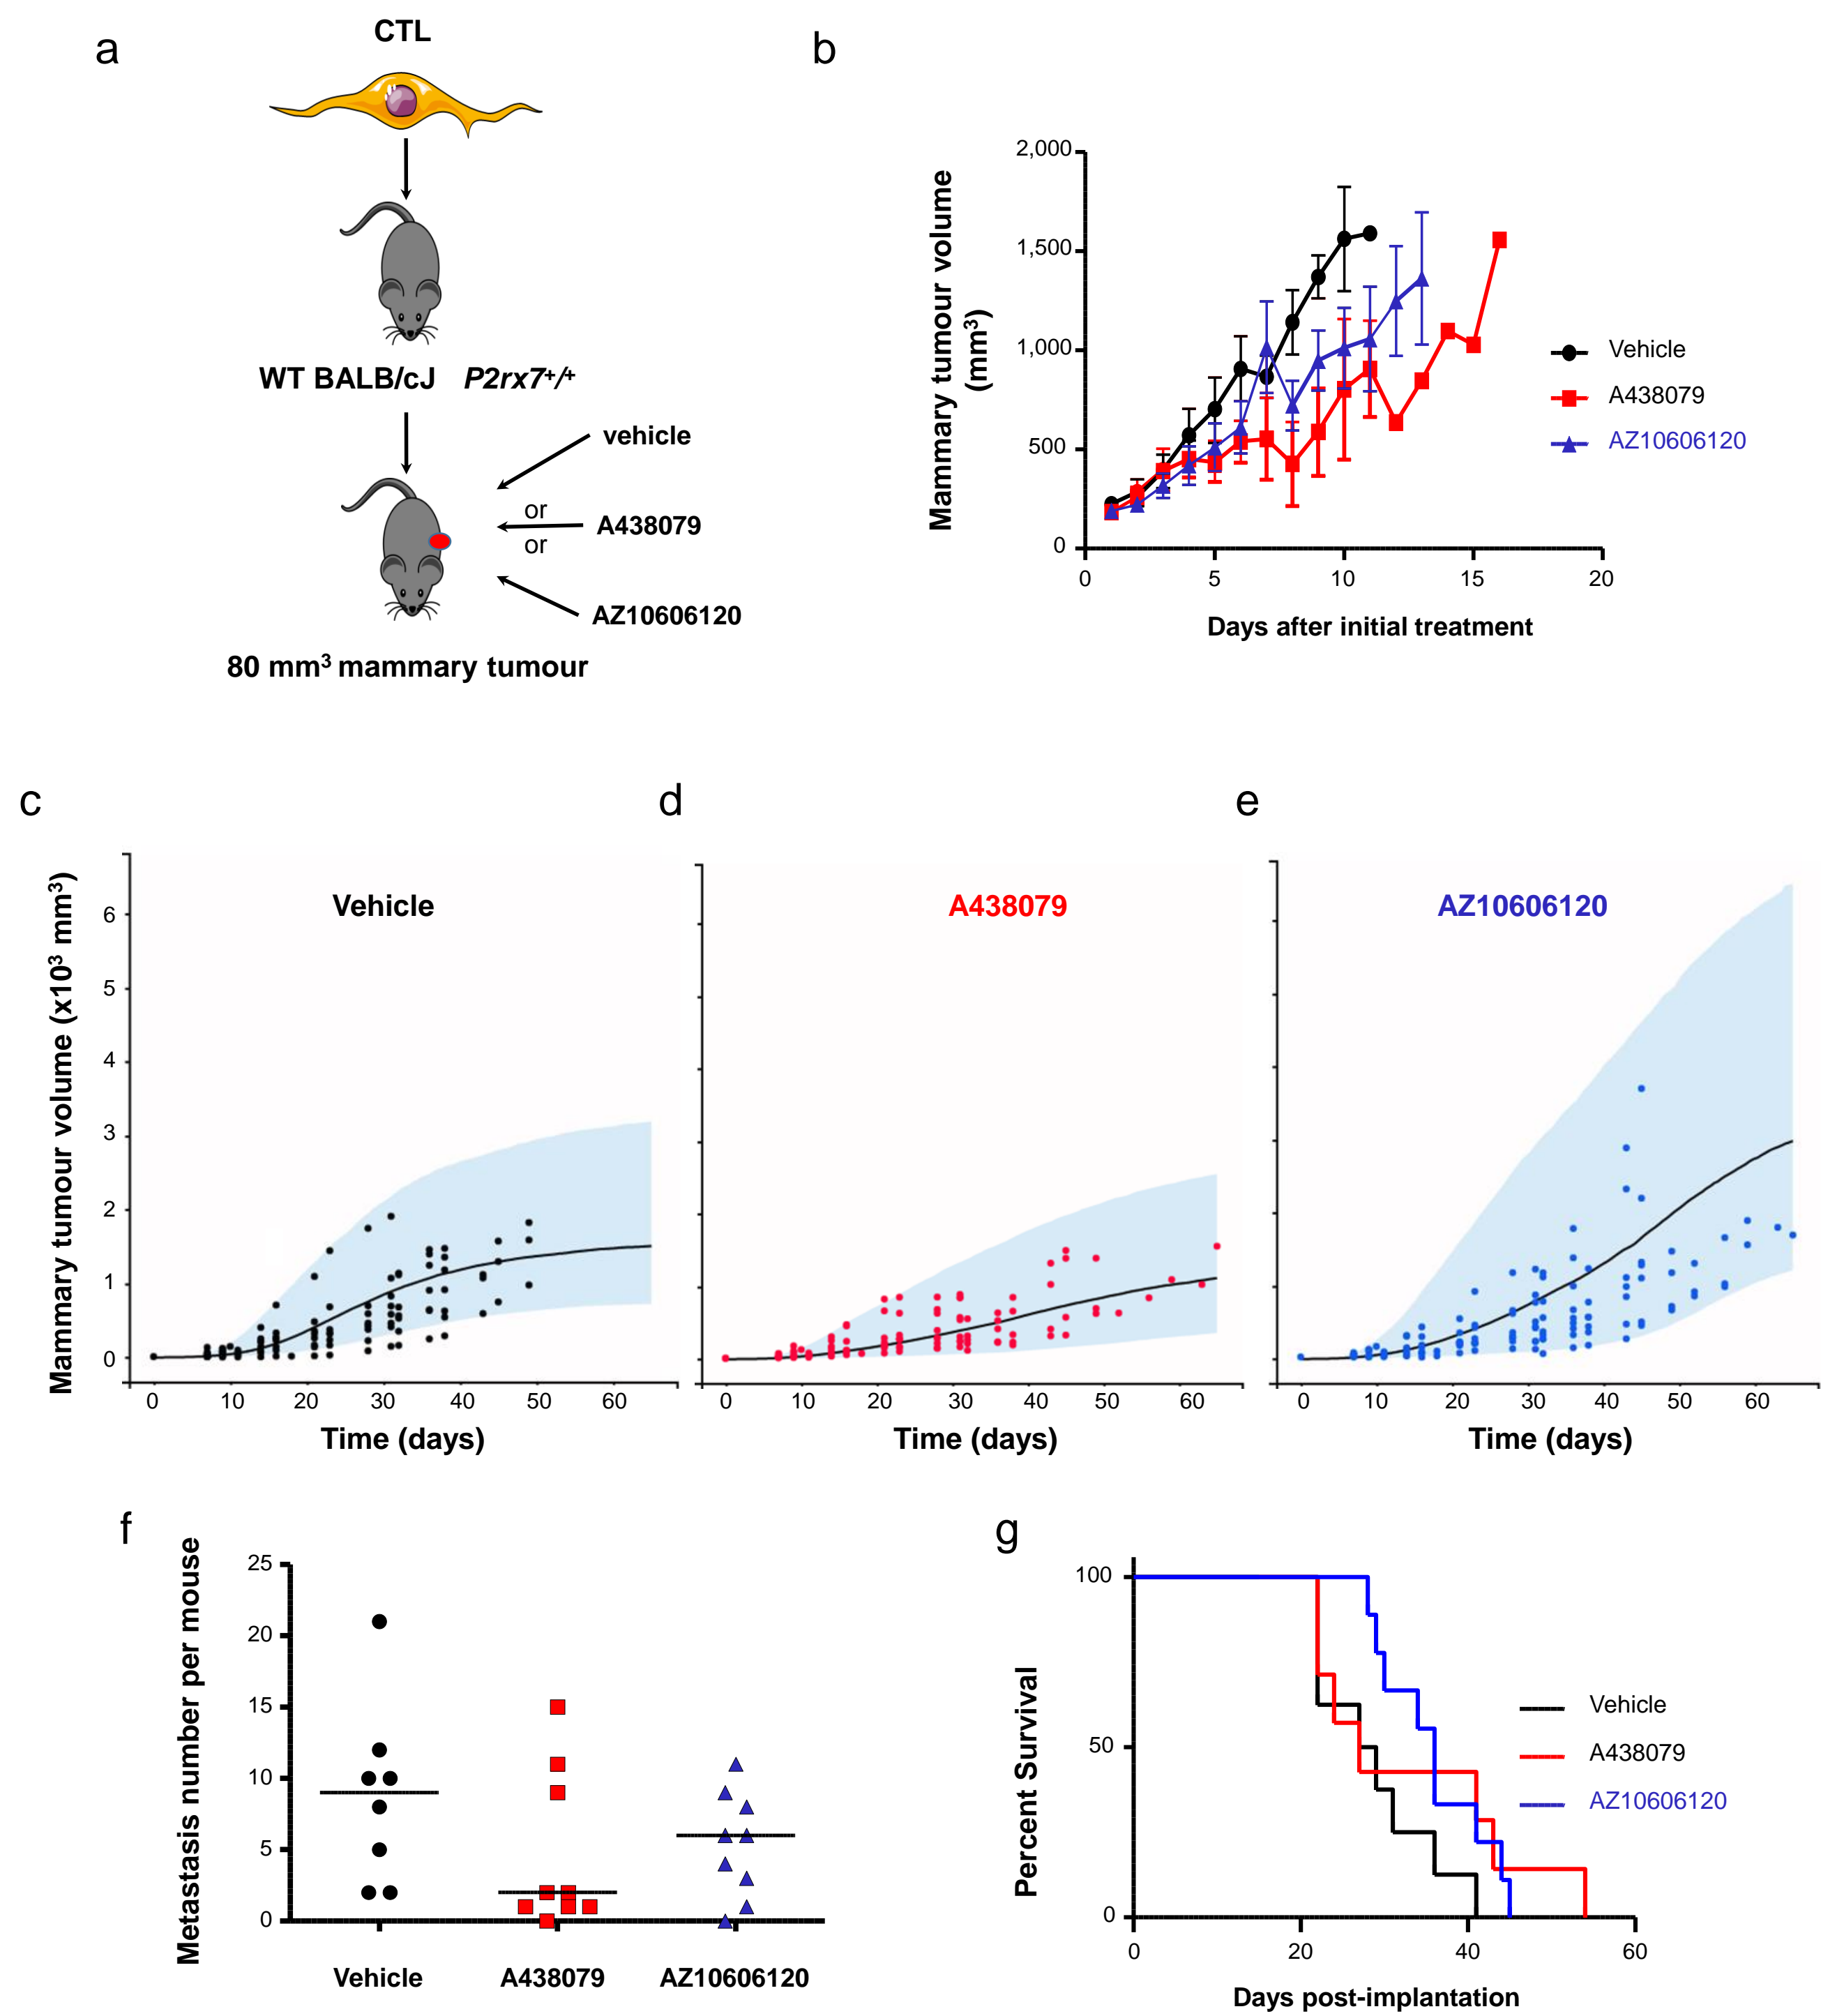 a
CTL
WT BALB/cJ P2rx7+/+
vehicle
or
A438079
or
AZ10606120
80 mm3 mammary tumour
b
Mammary tumour volume
(mm3)
2,000
1,500
1,000
500
0
0 5 10 15 20
Days after initial treatment
Vehicle
A438079
AZ10606120
c
Mammary tumour volume (x103 mm3)
Vehicle
6
5
4
3
2
1
0
0 10 20 30 40 50 60
Time (days)
d
A438079
0 10 20 30 40 50 60
Time (days)
e
AZ10606120
0 10 20 30 40 50 60
Time (days)
f
Metastasis number per mouse
25
20
15
10
5
0
Vehicle A438079 AZ10606120
g
Percent Survival
100
50
0
0 20 40 60
Days post-implantation
Vehicle
A438079
AZ10606120